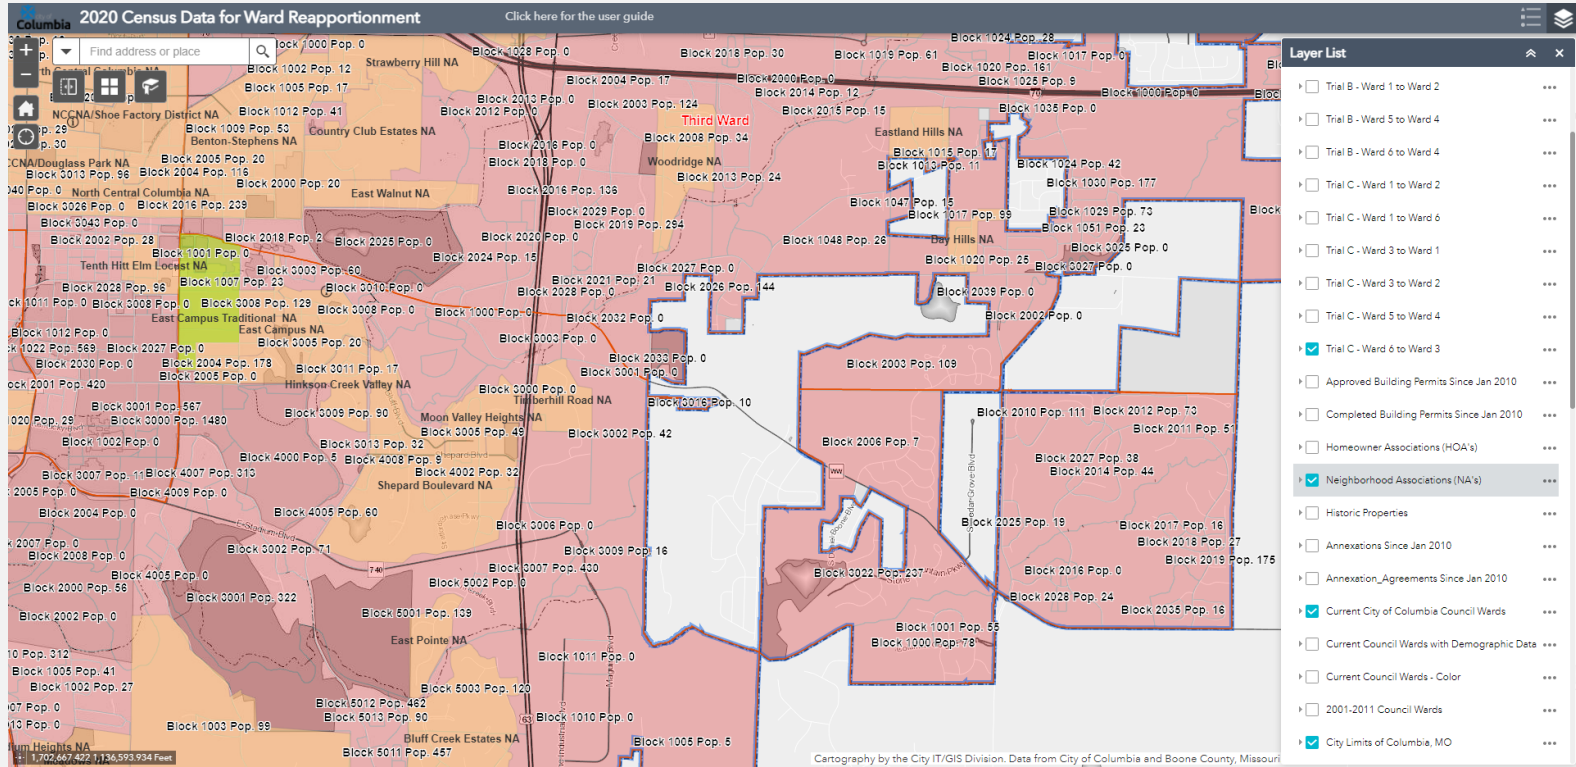 Columbia
2020 Census Data for Ward Reapportionment
Click here for the user guide
Find address or place
Layer List
Trial B - Ward 1 to Ward 2
Trial B - Ward 5 to Ward 4
Trial B - Ward 6 to Ward 4
Trial C - Ward 1 to Ward 2
Trial C - Ward 1 to Ward 6
Trial C - Ward 3 to Ward 1
Trial C - Ward 3 to Ward 2
Trial C - Ward 5 to Ward 4
Trial C - Ward 6 to Ward 3
Approved Building Permits Since Jan 2010
Completed Building Permits Since Jan 2010
Homeowner Associations (HOA's)
Neighborhood Associations (NA's)
Historic Properties
Annexations Since Jan 2010
Annexation_Agreements Since Jan 2010
Current City of Columbia Council Wards
Current Council Wards with Demographic Data
Current Council Wards - Color
2001-2011 Council Wards
City Limits of Columbia, MO
Block 1028 Pop. 0
Block 2018 Pop. 30
Block 1019 Pop. 61
Block 1024 Pop. 28
Block 1017 Pop. 0
Block 1020 Pop. 161
Block 1025 Pop. 9
Strawberry Hill NA
Block 1002 Pop. 12
Block 1005 Pop. 17
Block 2004 Pop. 17
Block 2000 Pop. 0
Block 2014 Pop. 12
70
Block 1000 Pop. 0
Block 2013 Pop. 0
Block 2012 Pop. 0
Block 2003 Pop. 124
Block 2015 Pop. 15
Block 1035 Pop. 0
NCCNA/Shoe Factory District NA
Block 1012 Pop. 41
Third Ward
Block 1009 Pop. 53
Benton-Stephens NA
Country Club Estates NA
Block 2008 Pop. 34
Eastland Hills NA
Block 2016 Pop. 0
Block 2018 Pop. 0
Woodridge NA
Block 2013 Pop. 24
Block 1015 Pop. 17
Block 1013 Pop. 11
Block 1024 Pop. 42
Block 1030 Pop. 177
CCNA/Douglass Park NA
Block 2005 Pop. 20
Block 3013 Pop. 96
Block 2004 Pop. 116
Block 2000 Pop. 20
North Central Columbia NA
East Walnut NA
Block 2016 Pop. 136
Block 3026 Pop. 0
Block 2016 Pop. 239
Block 2029 Pop. 0
Block 2019 Pop. 294
Block 1047 Pop. 15
Block 1017 Pop. 99
Block 1029 Pop. 73
Block 1051 Pop. 23
Block 3043 Pop. 0
Block 2002 Pop. 28
Block 2018 Pop. 2
Block 2025 Pop. 0
Block 2020 Pop. 0
Block 1048 Pop. 26
Bay Hills NA
Block 3025 Pop. 0
Block 1001 Pop. 0
Tenth Hitt Elm Locust NA
Block 3003 Pop. 60
Block 2024 Pop. 15
Block 2027 Pop. 0
Block 1020 Pop. 25
Block 3027 Pop. 0
Block 2028 Pop. 96
Block 1007 Pop. 23
Block 3010 Pop. 0
Block 2021 Pop. 21
Block 2028 Pop. 0
Block 2026 Pop. 144
Block 2039 Pop. 0
Block 3008 Pop. 0
Block 3008 Pop. 129
Block 3008 Pop. 0
Block 1000 Pop. 0
Block 2032 Pop. 0
Block 2002 Pop. 0
East Campus Traditional NA
East Campus NA
Block 1012 Pop. 0
Block 3005 Pop. 20
Block 3003 Pop. 0
Block 2027 Pop. 0
Block 2033 Pop. 0
Block 2003 Pop. 109
Block 2030 Pop. 0
Block 2004 Pop. 178
Block 2005 Pop. 0
Block 3011 Pop. 17
Block 3001 Pop. 0
Hinkson Creek Valley NA
Block 3000 Pop. 0
Timberhill Road NA
Block 3016 Pop. 10
Block 3001 Pop. 567
Block 3000 Pop. 1480
Block 3009 Pop. 90
Moon Valley Heights NA
Block 3005 Pop. 49
Block 3002 Pop. 42
Block 2010 Pop. 111
Block 2012 Pop. 73
Block 2011 Pop. 51
Block 1002 Pop. 0
Block 3013 Pop. 32
Block 2006 Pop. 7
Block 4000 Pop. 5
Block 4008 Pop. 9
Block 4002 Pop. 32
Block 2027 Pop. 38
Block 2014 Pop. 44
WW
Block 3007 Pop. 11
Block 4007 Pop. 313
Block 4009 Pop. 0
Shepard Boulevard NA
Block 2004 Pop. 0
Block 4005 Pop. 60
Block 3006 Pop. 0
Block 2025 Pop. 19
Block 2017 Pop. 16
Block 2018 Pop. 27
Block 2008 Pop. 0
E Stadium Blvd
Block 3002 Pop. 71
740
Block 3009 Pop. 16
Block 3007 Pop. 430
Block 2019 Pop. 175
Block 4005 Pop. 0
Block 2000 Pop. 56
Block 3001 Pop. 322
Block 5002 Pop. 0
Block 3022 Pop. 237
Block 2016 Pop. 0
Block 2028 Pop. 24
Block 2035 Pop. 16
Block 2002 Pop. 0
Block 5001 Pop. 139
Block 1001 Pop. 55
Block 1000 Pop. 78
East Pointe NA
Block 1011 Pop. 0
Block 1005 Pop. 41
Block 1002 Pop. 27
Block 5003 Pop. 120
Block 5012 Pop. 462
Block 5013 Pop. 90
63
Block 1010 Pop. 0
Block 1003 Pop. 99
Bluff Creek Estates NA
Block 5011 Pop. 457
Block 1005 Pop. 5
1,702,667.422 1,136,593.934 Feet
Cartography by the City IT/GIS Division. Data from City of Columbia and Boone County, Missouri